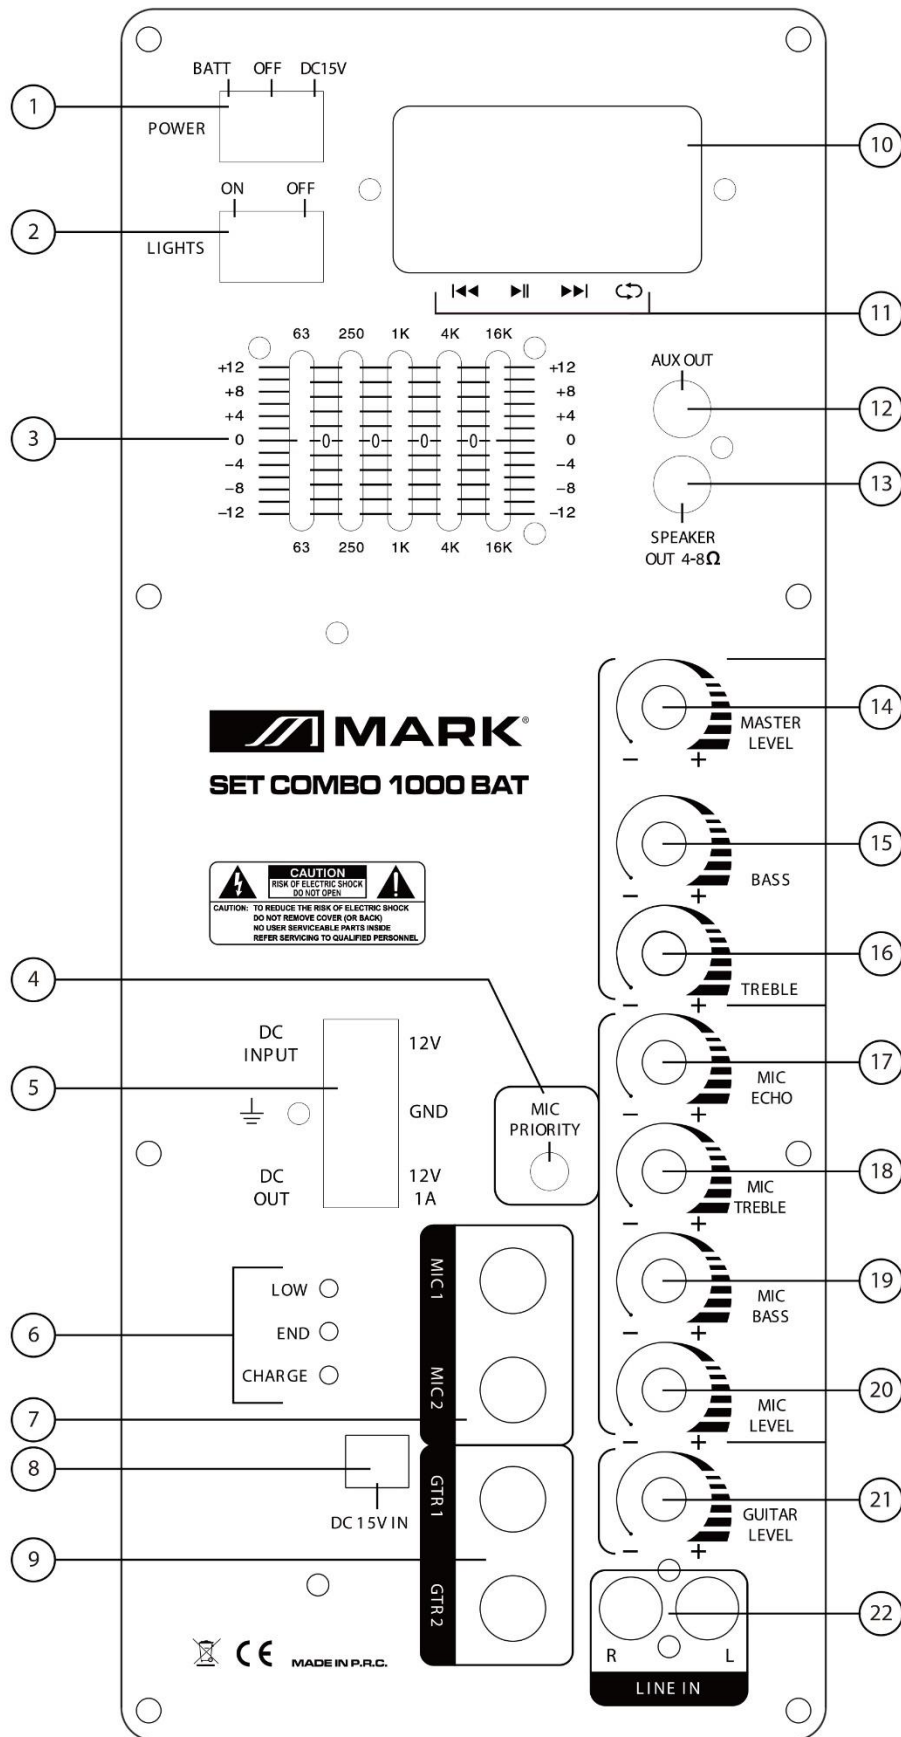 BATT OFF DC15V
1
POWER
10
ON OFF
2
LIGHTS
11
63 250 1K 4K 16K
AUX OUT
+12 +12
+8 +8
12
+4 +4
3
0 0 0 0 0 0
-4 -4
13
-8 -8
-12 -12
SPEAKER
OUT 4-8Ω
63 250 1K 4K 16K
14
MARK®
MASTER
LEVEL
- +
SET COMBO 1000 BAT
15
CAUTION
RISK OF ELECTRIC SHOCK
DO NOT OPEN
BASS
- +
CAUTION: TO REDUCE THE RISK OF ELECTRIC SHOCK
DO NOT REMOVE COVER (OR BACK)
NO USER SERVICEABLE PARTS INSIDE
REFER SERVICING TO QUALIFIED PERSONNEL
16
4
TREBLE
- +
DC
INPUT
12V
17
5
MIC
ECHO
- +
GND
MIC
PRIORITY
18
DC
OUT
12V
1A
MIC
TREBLE
- +
MIC 1
19
LOW
6
END
MIC
BASS
- +
CHARGE
MIC 2
20
7
MIC
LEVEL
- +
8
GTR 1
21
DC 15V IN
GUITAR
LEVEL
- +
9
GTR 2
22
R L
CE MADE IN P.R.C.
LINE IN